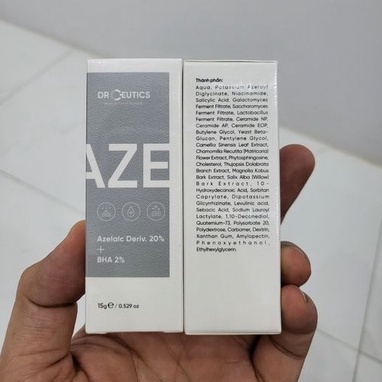 DR CEUTICS
AZE
Azelaic Deriv. 20%
+
BHA 2%
15g e / 0.529 oz
Thành phần:
Aqua, Potassium Azeloyl
Diglycinate, Niacinamide,
Salicylic Acid, Galactomyces
Ferment Filtrate, Saccharomyces
Ferment Filtrate, Lactobacillus
Ferment Filtrate, Ceramide NP,
Ceramide AP, Ceramide EOP,
Butylene Glycol, Yeast Beta-
Glucan, Pentylene Glycol,
Camellia Sinensis Leaf Extract,
Chamomilla Recutita (Matricaria)
Flower Extract, Phytosphingosine,
Cholesterol, Thujopsis Dolabrata
Branch Extract, Magnolia Kobus
Bark Extract, Salix Alba (Willow)
Bark Extract, 10-
Hydroxydecanoic Acid, Sorbitan
Caprylate, Dipotassium
Glycyrrhizinate, Levulinic acid,
Sebacic Acid, Sodium Lauroyl
Lactylate, 1,10-Decanediol,
Quaternium-73, Polysorbate 20,
Polydextrose, Carbomer, Dextrin,
Xanthan Gum, Amylopectin,
Phenoxyethanol,
Ethylhexylglycerin.